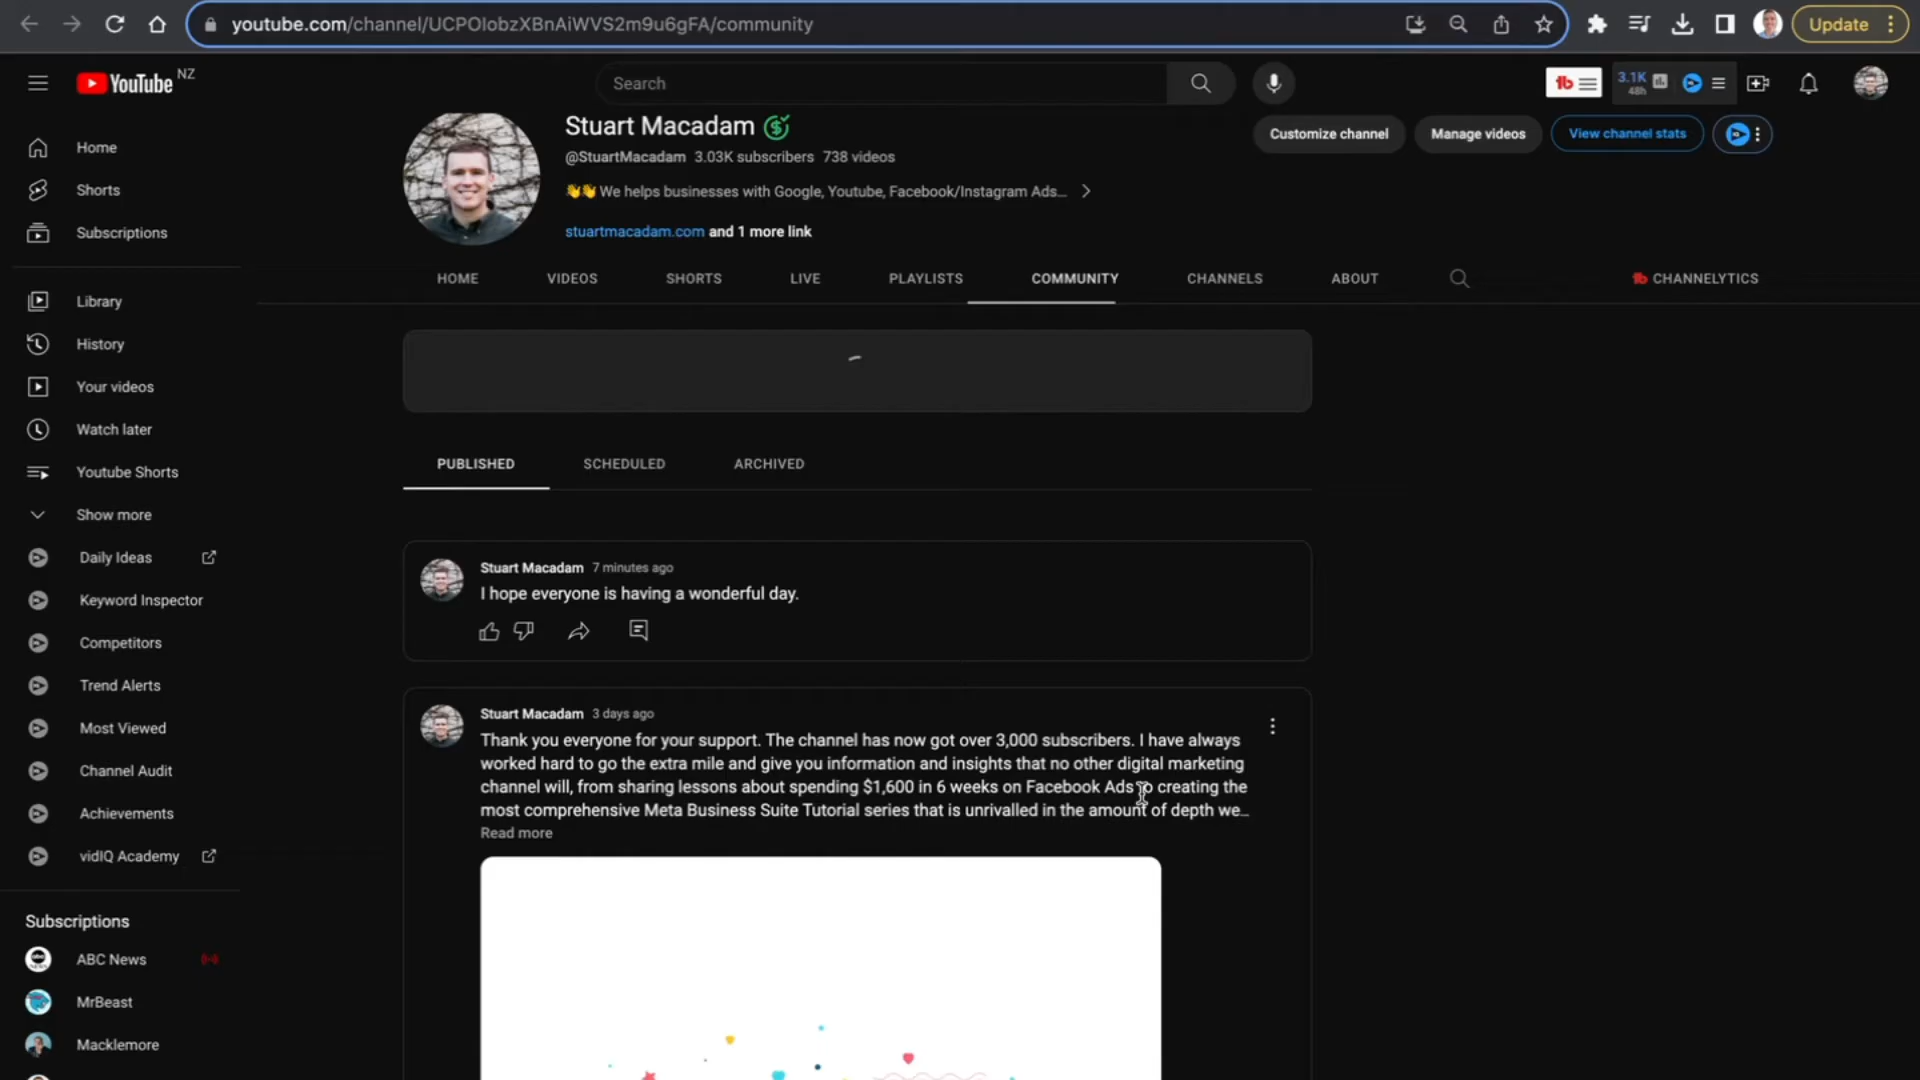 youtube.com/channel/UCPOIobzXBnAiWVS2m9u6gFA/community
Update
YouTube NZ
Search
3.1K
48h
Home
Shorts
Subscriptions
Library
History
Your videos
Watch later
Youtube Shorts
Show more
Daily Ideas
Keyword Inspector
Competitors
Trend Alerts
Most Viewed
Channel Audit
Achievements
vidIQ Academy
Subscriptions
ABC News
MrBeast
Macklemore
Stuart Macadam
@StuartMacadam 3.03K subscribers 738 videos
We helps businesses with Google, Youtube, Facebook/Instagram Ads...
stuartmacadam.com and 1 more link
Customize channel
Manage videos
View channel stats
HOME
VIDEOS
SHORTS
LIVE
PLAYLISTS
COMMUNITY
CHANNELS
ABOUT
CHANNELYTICS
PUBLISHED
SCHEDULED
ARCHIVED
Stuart Macadam 7 minutes ago
I hope everyone is having a wonderful day.
Stuart Macadam 3 days ago
Thank you everyone for your support. The channel has now got over 3,000 subscribers. I have always
worked hard to go the extra mile and give you information and insights that no other digital marketing
channel will, from sharing lessons about spending $1,600 in 6 weeks on Facebook Ads to creating the
most comprehensive Meta Business Suite Tutorial series that is unrivalled in the amount of depth we...
Read more